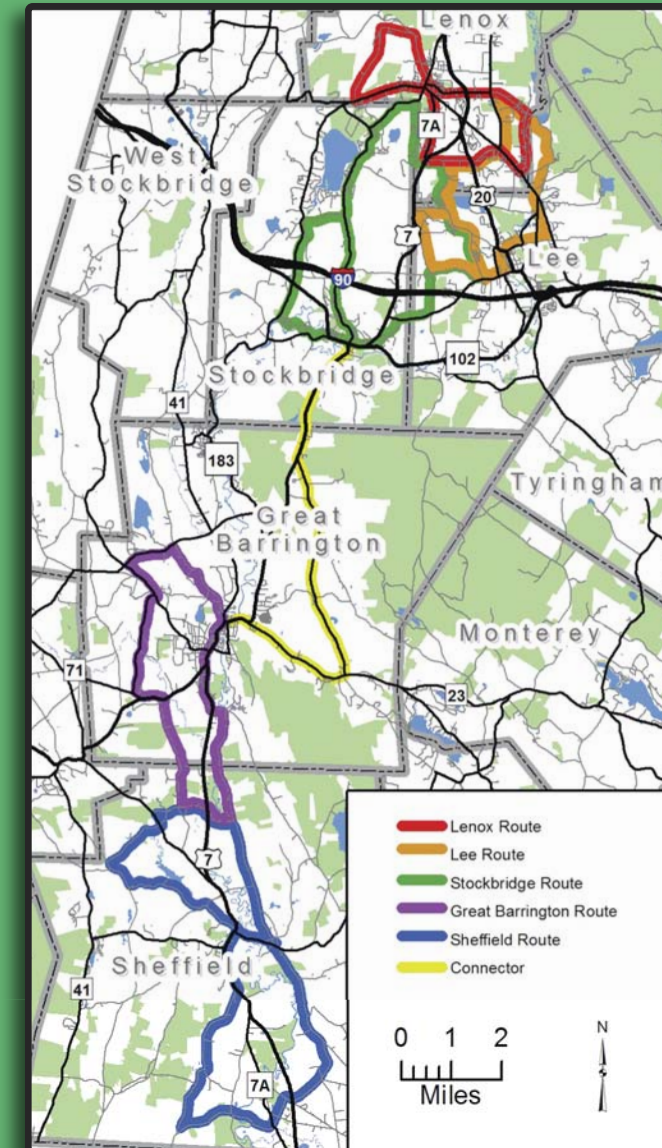 Lenox
7A
West
Stockbridge
20
7
Lee
90
102
Stockbridge
41
183
Tyringham
Great
Barrington
Monterey
71
23
7
Sheffield
41
7A
Lenox Route
Lee Route
Stockbridge Route
Great Barrington Route
Sheffield Route
Connector
0 1 2
Miles
N